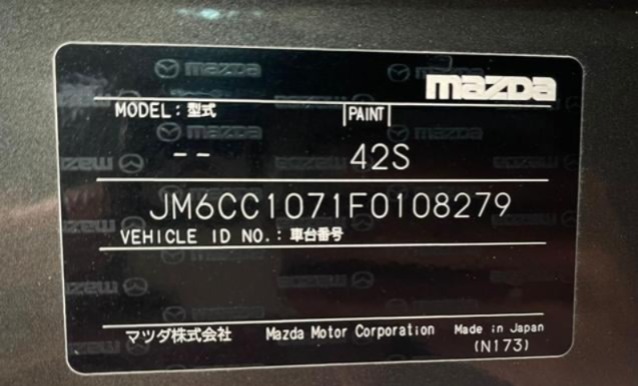 mazda
MODEL: 型式 PAINT
-- 42S
JM6CC1071F0108279
VEHICLE ID NO.: 車台番号
マツダ株式会社 Mazda Motor Corporation Made in Japan
(N173)